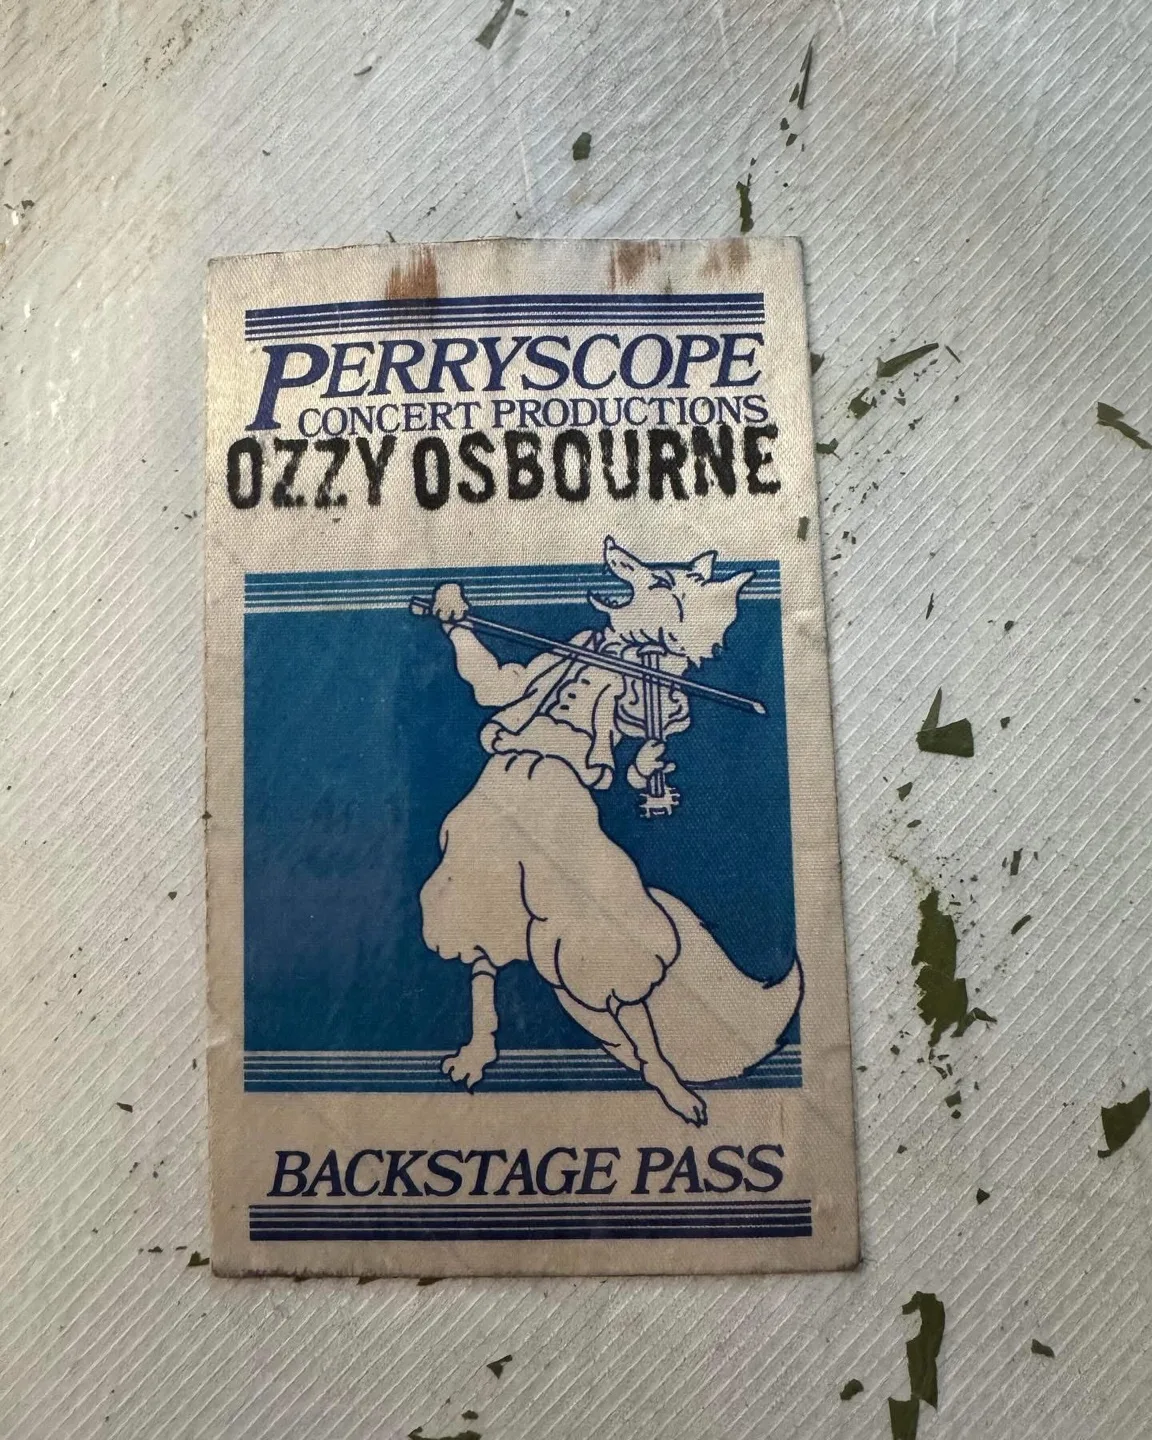 PERRYSCOPE
CONCERT PRODUCTIONS
OZZY OSBOURNE
BACKSTAGE PASS